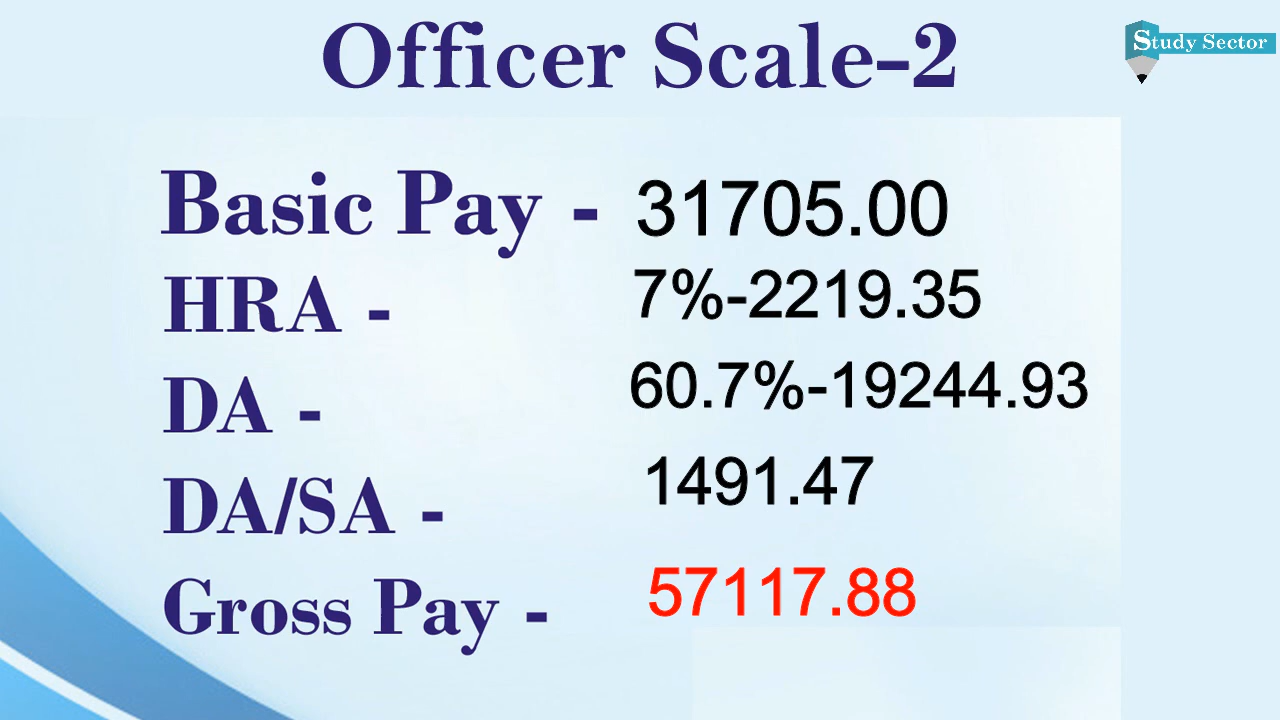 Officer Scale-2
Study Sector
Basic Pay - 31705.00
HRA - 7%-2219.35
DA - 60.7%-19244.93
DA/SA - 1491.47
Gross Pay - 57117.88